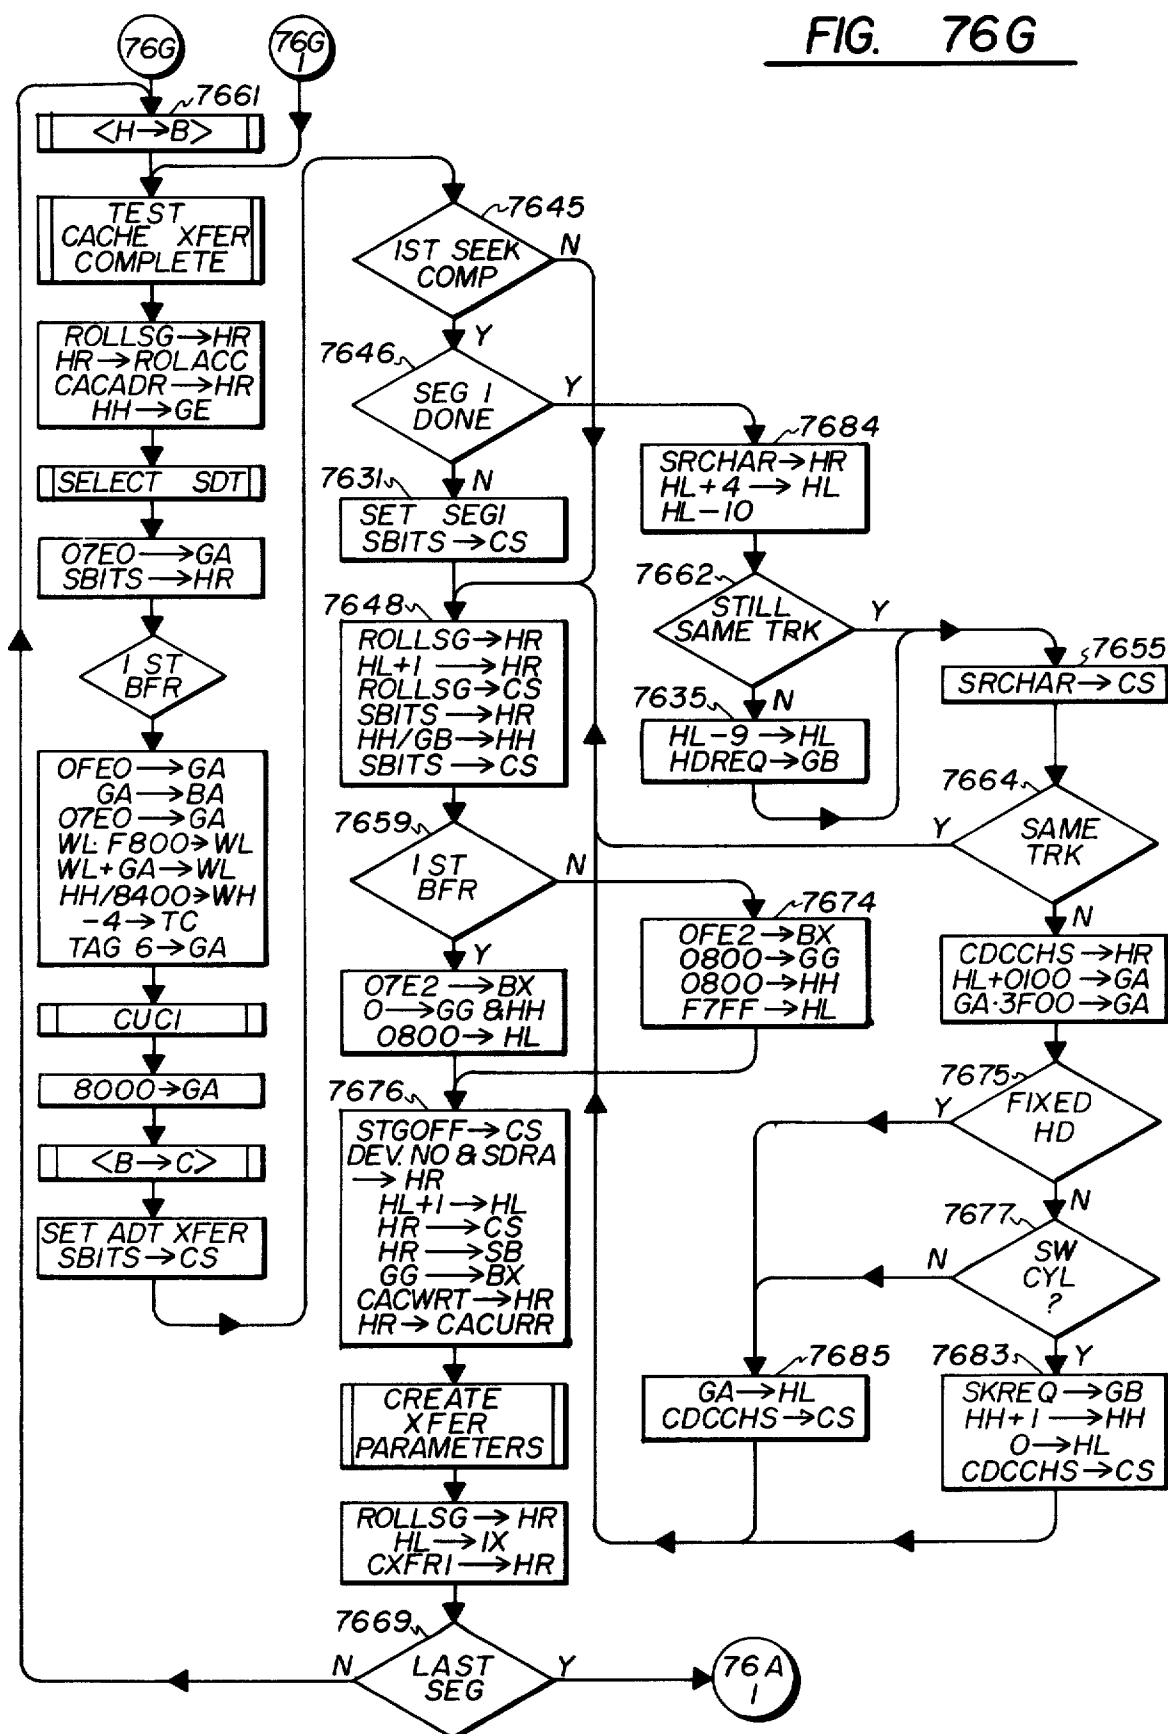 FIG. 76G
76G
76G
1
7661
<H→B>
TEST
CACHE XFER
COMPLETE
ROLLSG→HR
HR→ROLACC
CACADR→HR
HH→GE
SELECT SDT
07E0→GA
SBITS→HR
1 ST
BFR
OFEO→GA
GA→BA
07E0→GA
WL·F800→WL
WL+GA→WL
HH/8400→WH
-4→TC
TAG 6→GA
CUCI
8000→GA
<B→C>
SET ADT XFER
SBITS→CS
7645
1ST SEEK
COMP
N
Y
7646
SEG 1
DONE
Y
N
7631
SET SEG1
SBITS→CS
7648
ROLLSG→HR
HL+1→HR
ROLLSG→CS
SBITS→HR
HH/GB→HH
SBITS→CS
7659
1 ST
BFR
N
Y
07E2→BX
0→GG &HH
0800→HL
7674
0FE2→BX
0800→GG
0800→HH
F7FF→HL
7676
STGOFF→CS
DEV. NO & SDRA
→HR
HL+1→HL
HR→CS
HR→SB
GG→BX
CACWRT→HR
HR→CACURR
CREATE
XFER
PARAMETERS
ROLLSG→HR
HL→IX
CXFR1→HR
7669
LAST
SEG
N
Y
76A
1
7684
SRCHAR→HR
HL+4→HL
HL-10
7662
STILL
SAME TRK
Y
N
7635
HL-9→HL
HDREQ→GB
7655
SRCHAR→CS
7664
SAME
TRK
Y
N
CDCCHS→HR
HL+0100→GA
GA·3F00→GA
7675
FIXED
HD
Y
N
7677
SW
CYL
?
N
Y
7685
GA→HL
CDCCHS→CS
7683
SKREQ→GB
HH+1→HH
0→HL
CDCCHS→CS